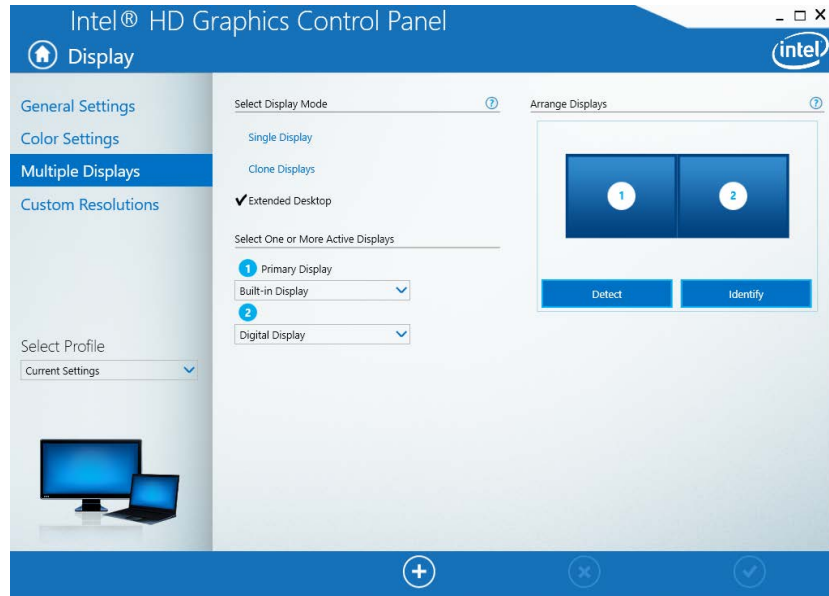 Intel® HD Graphics Control Panel
Display
intel
General Settings
Color Settings
Multiple Displays
Custom Resolutions
Select Profile
Current Settings
Select Display Mode
?
Single Display
Clone Displays
Extended Desktop
Select One or More Active Displays
1 Primary Display
Built-in Display
2
Digital Display
Arrange Displays
?
1 2
Detect Identify